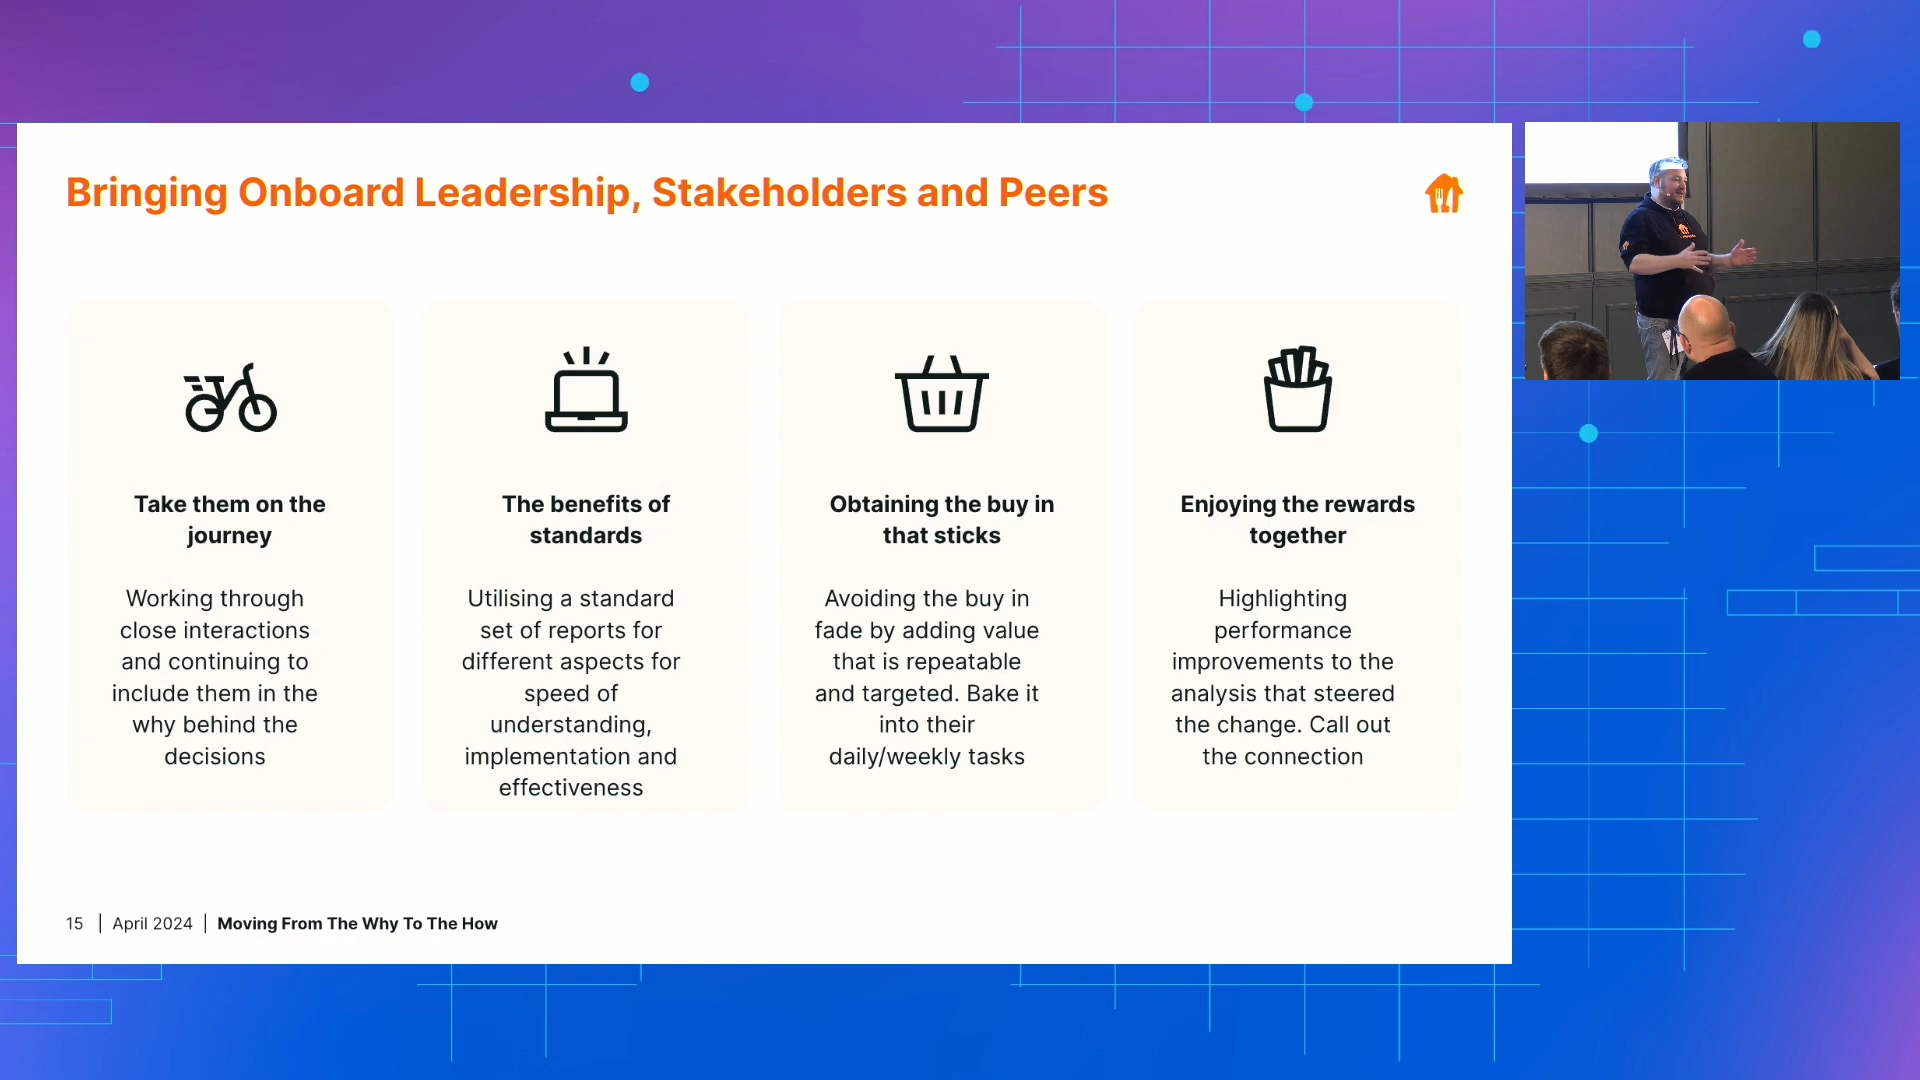 Bringing Onboard Leadership, Stakeholders and Peers
Take them on the
journey
Working through
close interactions
and continuing to
include them in the
why behind the
decisions
The benefits of
standards
Utilising a standard
set of reports for
different aspects for
speed of
understanding,
implementation and
effectiveness
Obtaining the buy in
that sticks
Avoiding the buy in
fade by adding value
that is repeatable
and targeted. Bake it
into their
daily/weekly tasks
Enjoying the rewards
together
Highlighting
performance
improvements to the
analysis that steered
the change. Call out
the connection
15 | April 2024 | Moving From The Why To The How